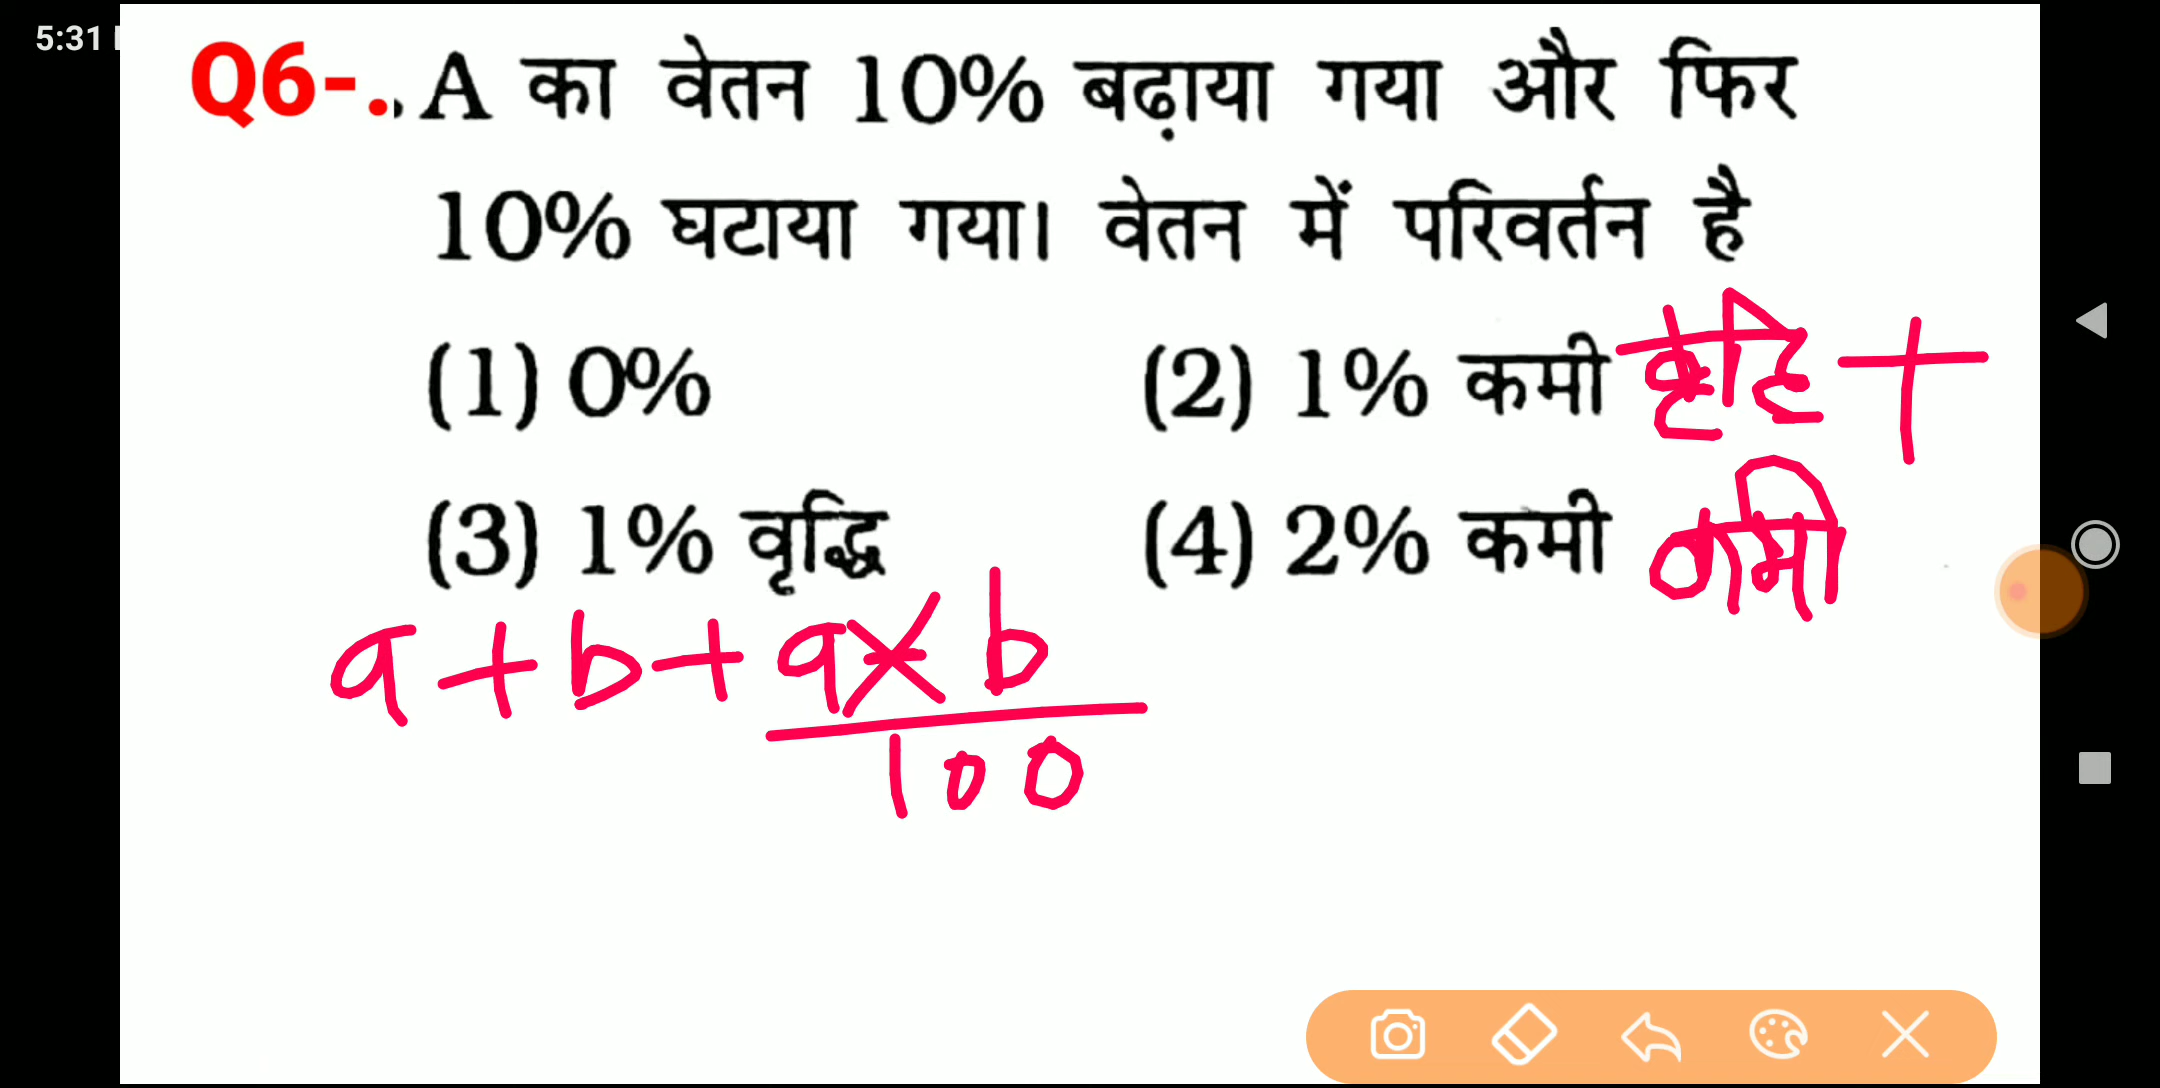 5:31
Q6-. A का वेतन 10% बढ़ाया गया और फिर
10% घटाया गया। वेतन में परिवर्तन है
(1) 0% (2) 1% कमी +
(3) 1% वृद्धि (4) 2% कमी कमी
a+b+a×b
100